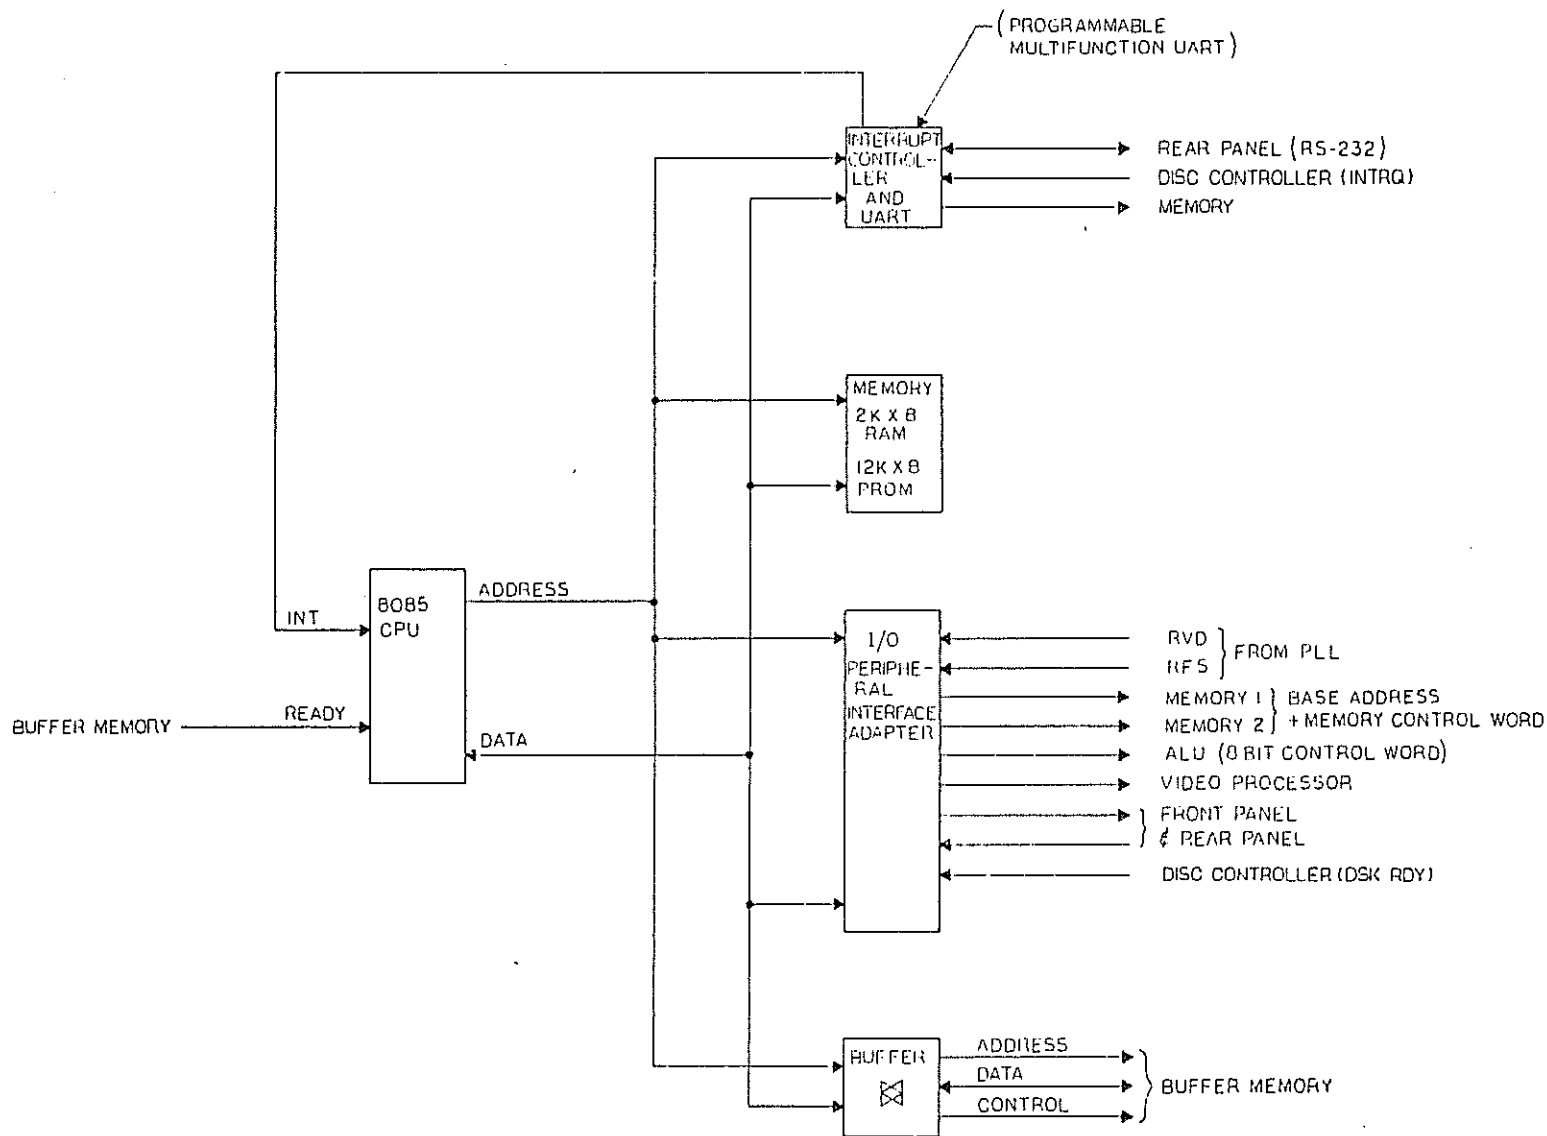 (PROGRAMMABLE
MULTIFUNCTION UART)
INTERRUPT
CONTROL-
LER
AND
UART
REAR PANEL (RS-232)
DISC CONTROLLER (INTRQ)
MEMORY
MEMORY
2K X 8
RAM
12K X 8
PROM
8085
CPU
INT
READY
BUFFER MEMORY
ADDRESS
DATA
I/O
PERIPHE-
RAL
INTERFACE
ADAPTER
RVD
RFS
FROM PLL
MEMORY 1
MEMORY 2
BASE ADDRESS
+ MEMORY CONTROL WORD
ALU (8 BIT CONTROL WORD)
VIDEO PROCESSOR
FRONT PANEL
& REAR PANEL
DISC CONTROLLER (DSK RDY)
BUFFER
ADDRESS
DATA
CONTROL
BUFFER MEMORY